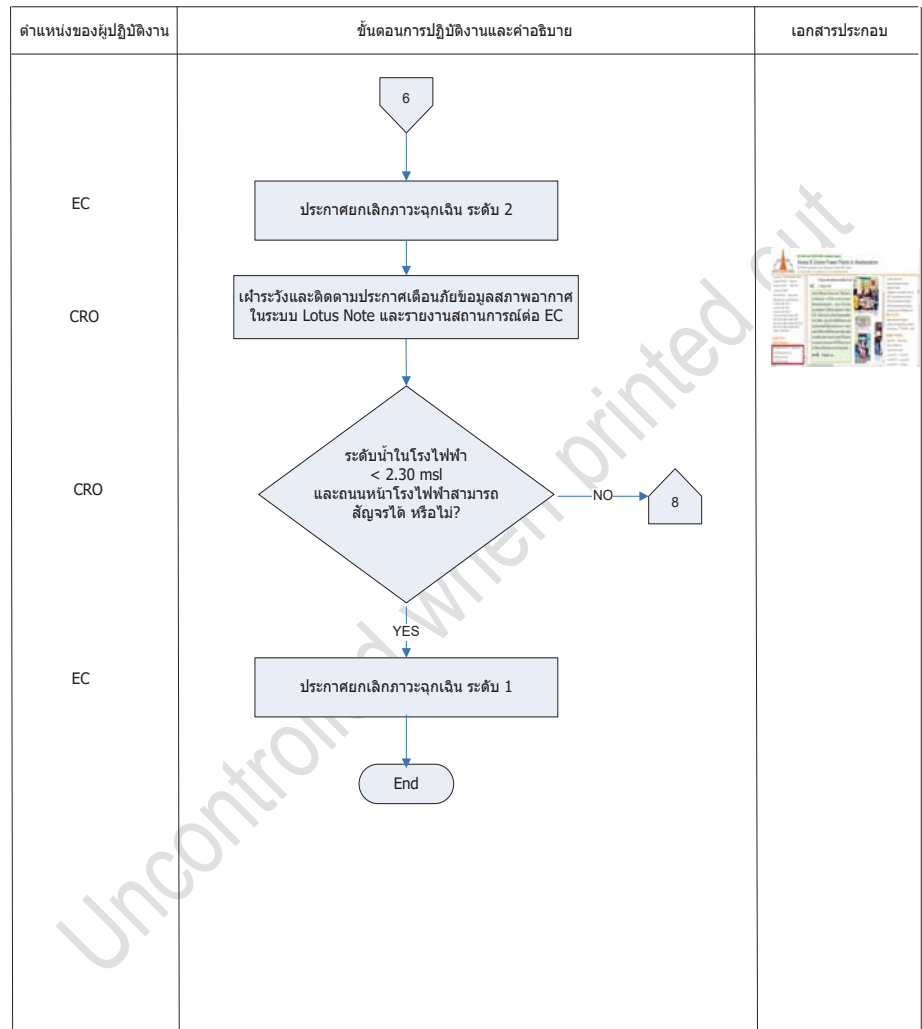 ตำแหน่งของผู้ปฏิบัติงาน
ขั้นตอนการปฏิบัติงานและคำอธิบาย
เอกสารประกอบ
6
EC
ประกาศยกเลิกภาวะฉุกเฉิน ระดับ 2
CRO
เฝ้าระวังและติดตามประกาศเตือนภัยข้อมูลสภาพอากาศ
ในระบบ Lotus Note และรายงานสถานการณ์ต่อ EC
CRO
ระดับน้ำในโรงไฟฟ้า
< 2.30 msl
และถนนหน้าโรงไฟฟ้าสามารถ
สัญจรได้ หรือไม่?
NO
8
YES
EC
ประกาศยกเลิกภาวะฉุกเฉิน ระดับ 1
End
Uncontrolled when printed out